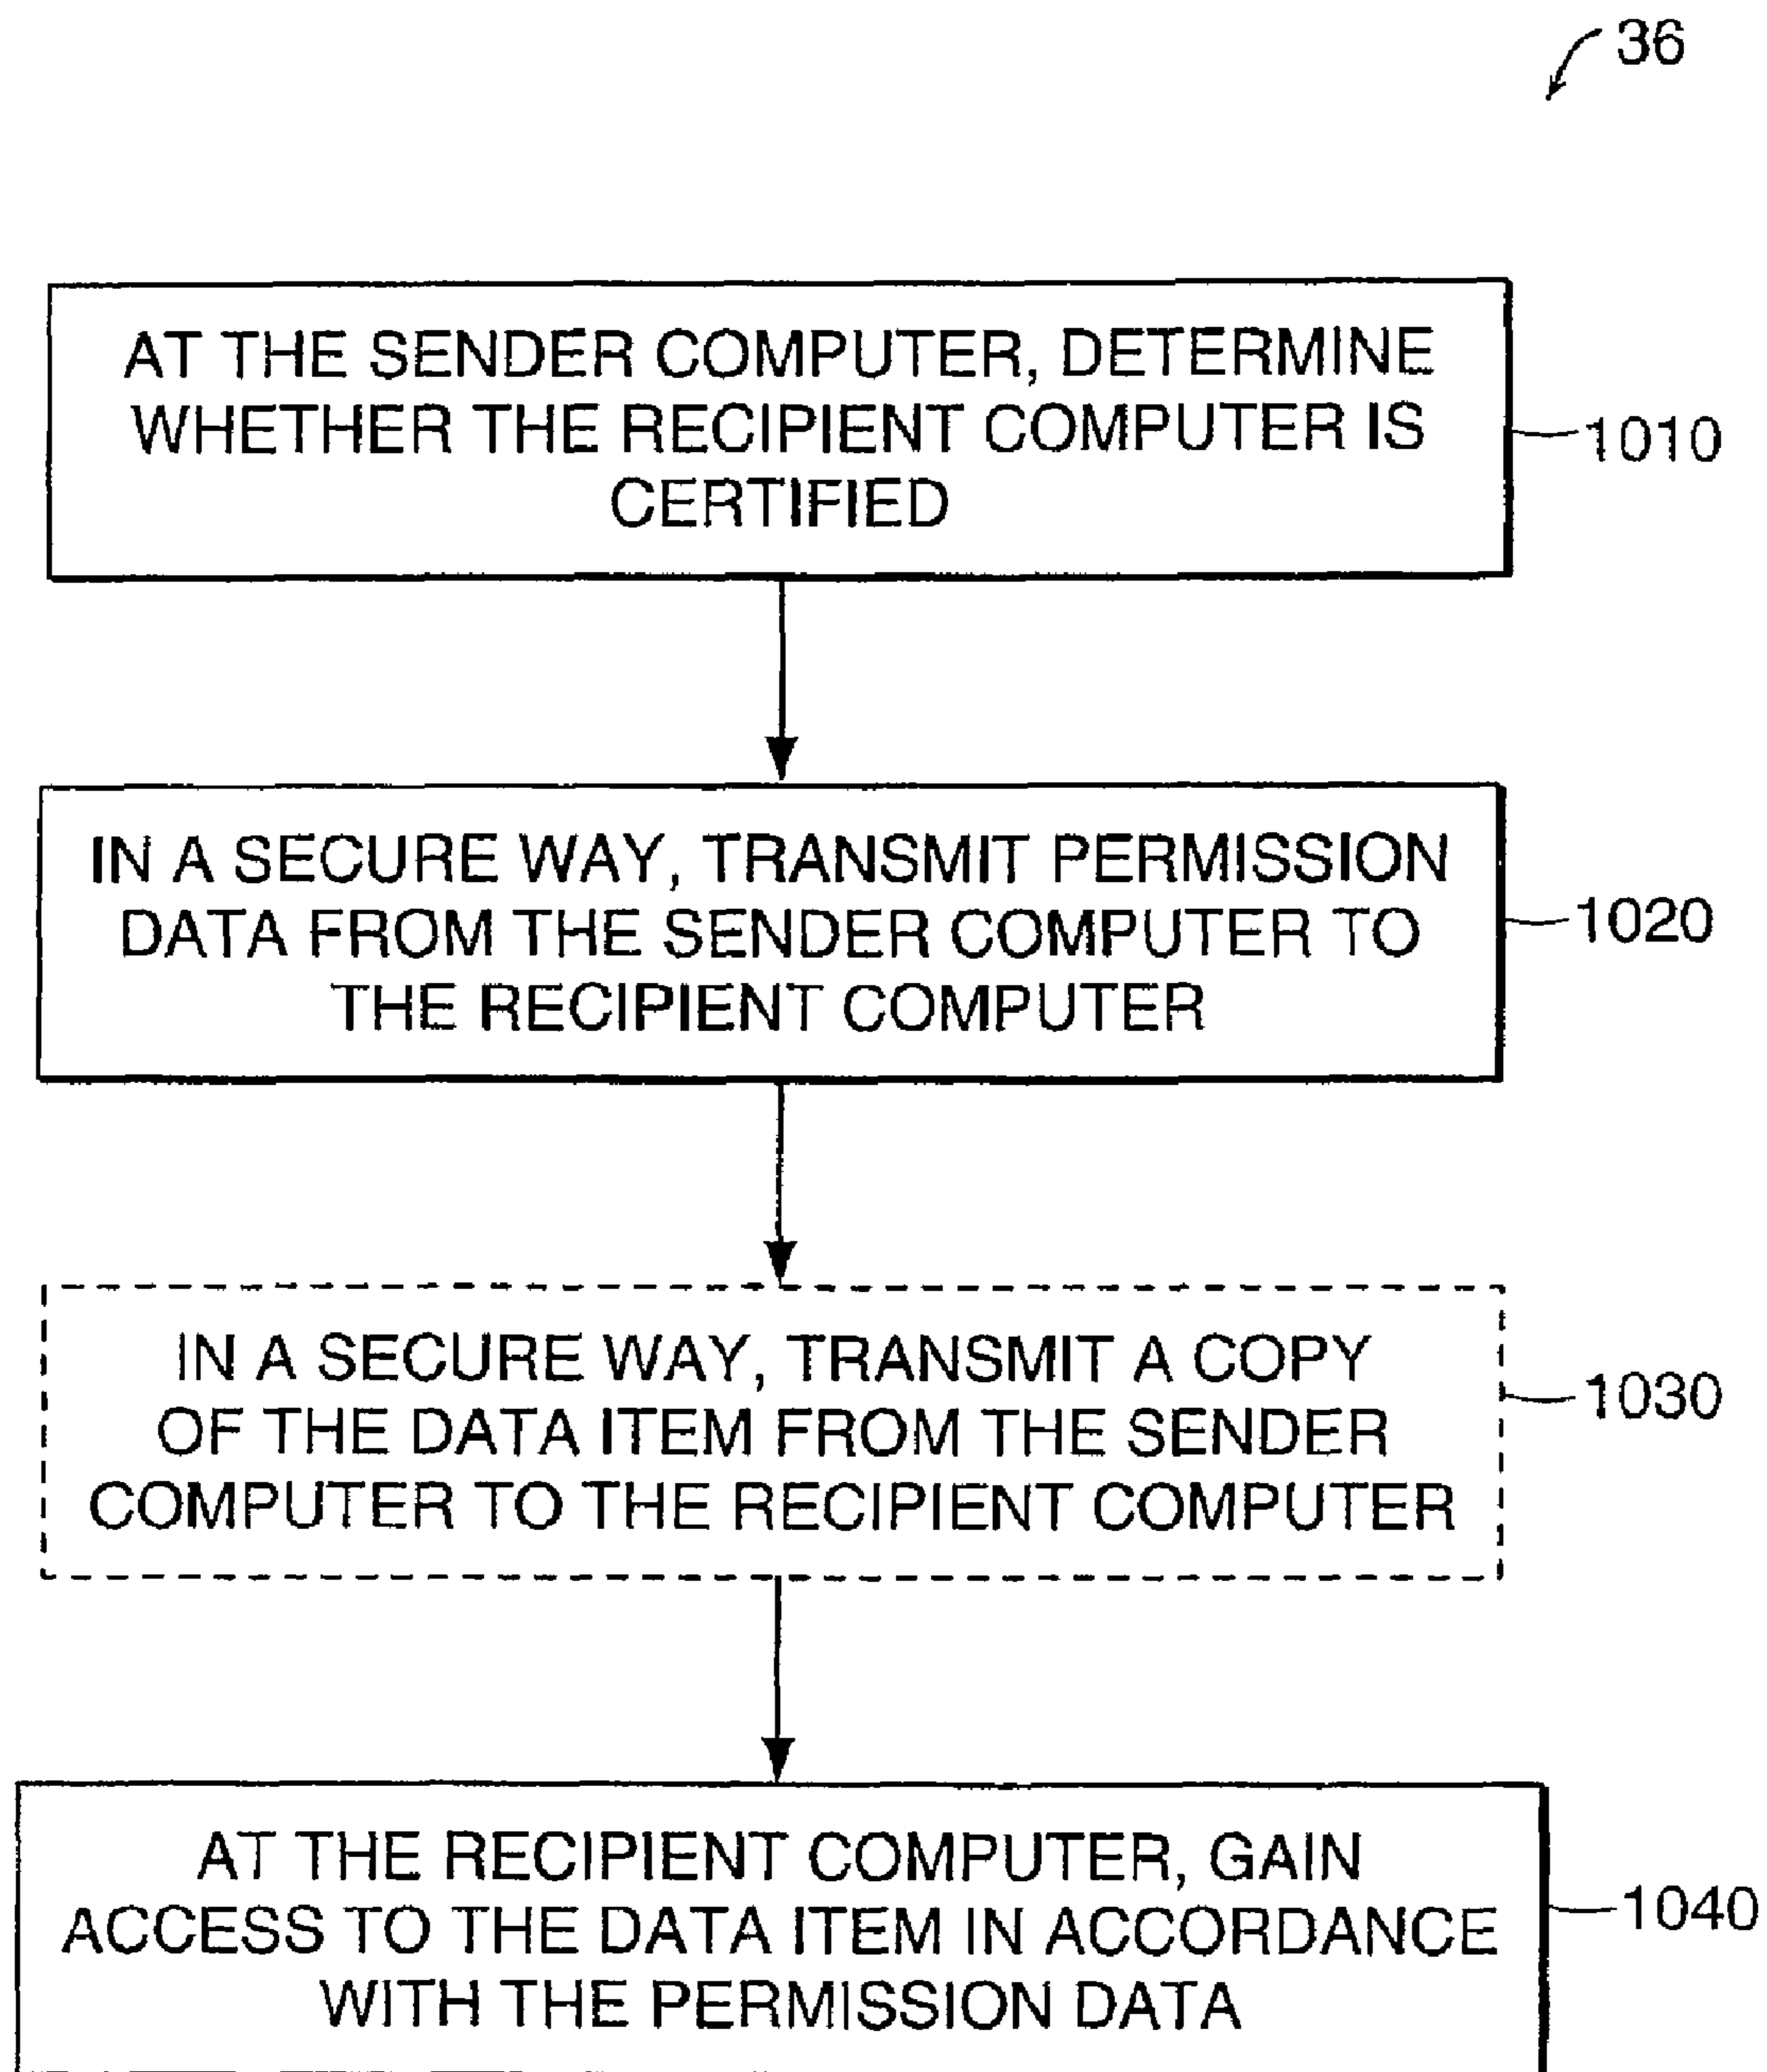 36
AT THE SENDER COMPUTER, DETERMINE
WHETHER THE RECIPIENT COMPUTER IS
CERTIFIED
1010
IN A SECURE WAY, TRANSMIT PERMISSION
DATA FROM THE SENDER COMPUTER TO
THE RECIPIENT COMPUTER
1020
IN A SECURE WAY, TRANSMIT A COPY
OF THE DATA ITEM FROM THE SENDER
COMPUTER TO THE RECIPIENT COMPUTER
1030
AT THE RECIPIENT COMPUTER, GAIN
ACCESS TO THE DATA ITEM IN ACCORDANCE
WITH THE PERMISSION DATA
1040